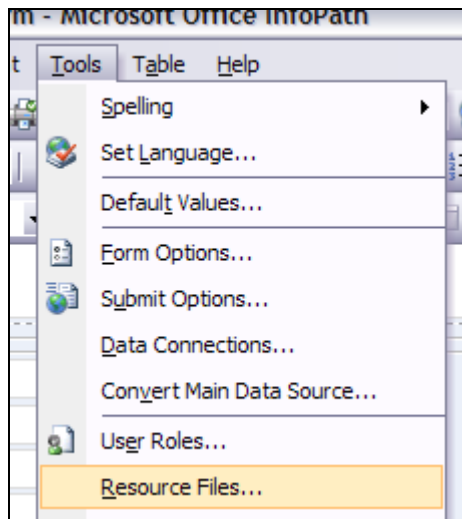 m - Microsoft Office InfoPath
t Tools Table Help
Spelling
Set Language...
Default Values...
Form Options...
Submit Options...
Data Connections...
Convert Main Data Source...
User Roles...
Resource Files...